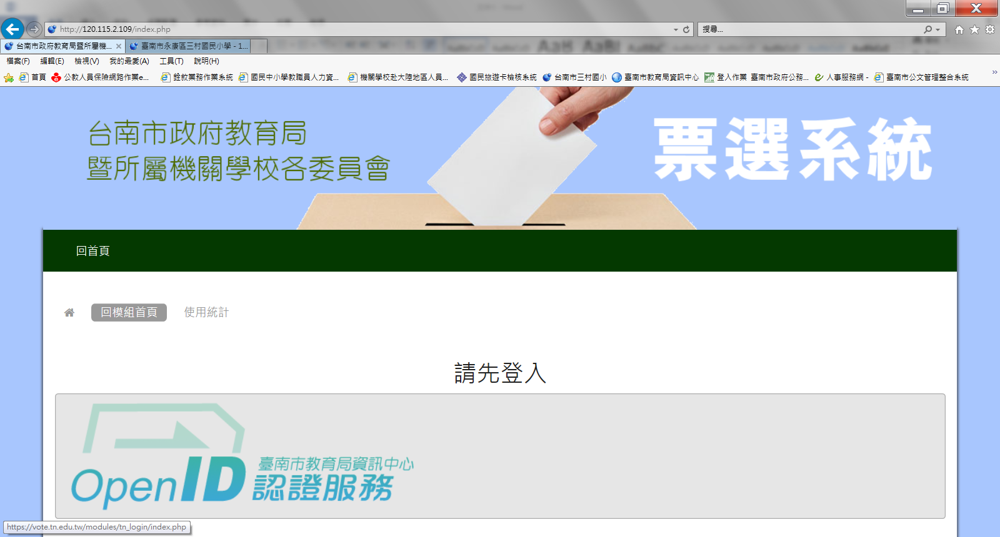 http://120.115.2.109/index.php
搜尋...
台南市政府教育局暨所屬機...
臺南市永康區三村國民小學 - 1...
檔案(F) 編輯(E) 檢視(V) 我的最愛(A) 工具(T) 說明(H)
首頁 公教人員保險網路作業e... 銓敘業務作業系統 國民中小學教職員人力資... 機關學校赴大陸地區人員... 國民旅遊卡檢核系統 台南市三村國小 臺南市教育局資訊中心 登入作業 臺南市政府公務... 人事服務網 - 臺南市公文管理整合系統
台南市政府教育局
暨所屬機關學校各委員會
票選系統
回首頁
回模組首頁 使用統計
請先登入
臺南市教育局資訊中心
OpenID 認證服務
https://vote.tn.edu.tw/modules/tn_login/index.php